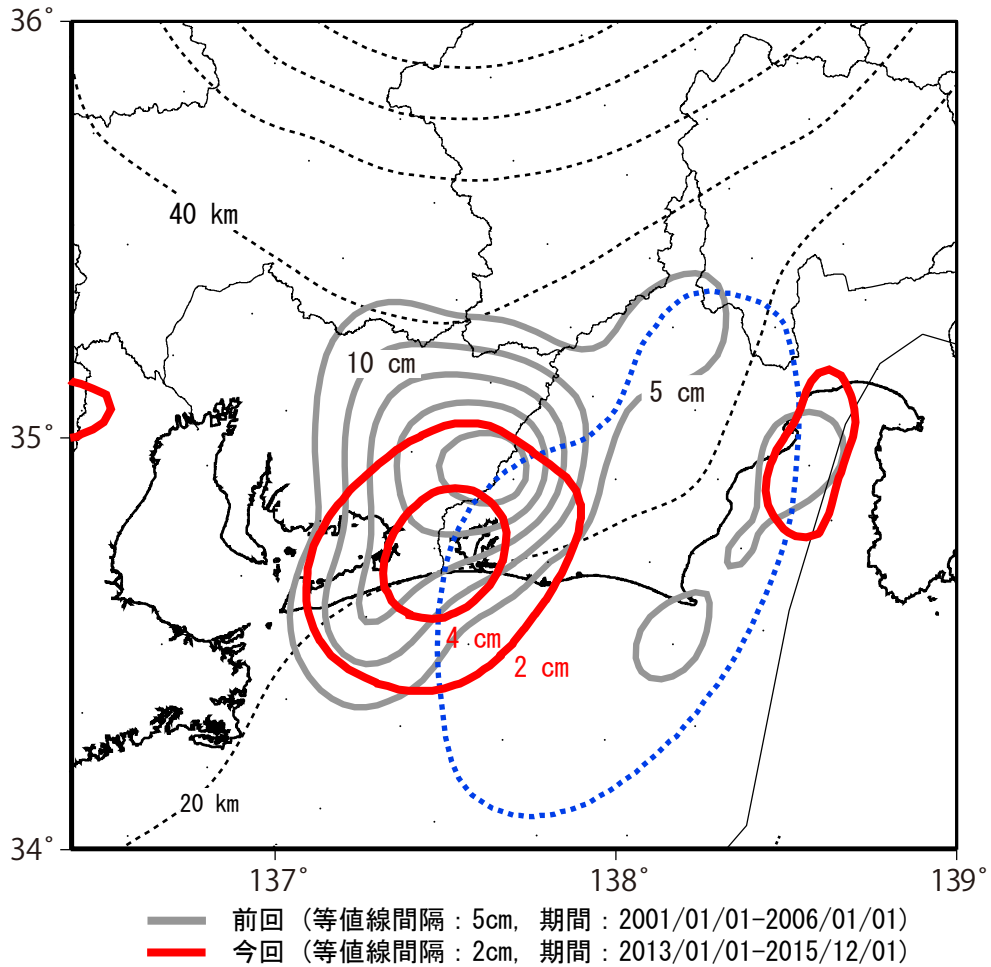 36°
40 km
10 cm
5 cm
35°
4 cm
2 cm
20 km
34°
137°
138°
139°
前回 (等値線間隔：5cm, 期間：2001/01/01-2006/01/01)
今回 (等値線間隔：2cm, 期間：2013/01/01-2015/12/01)